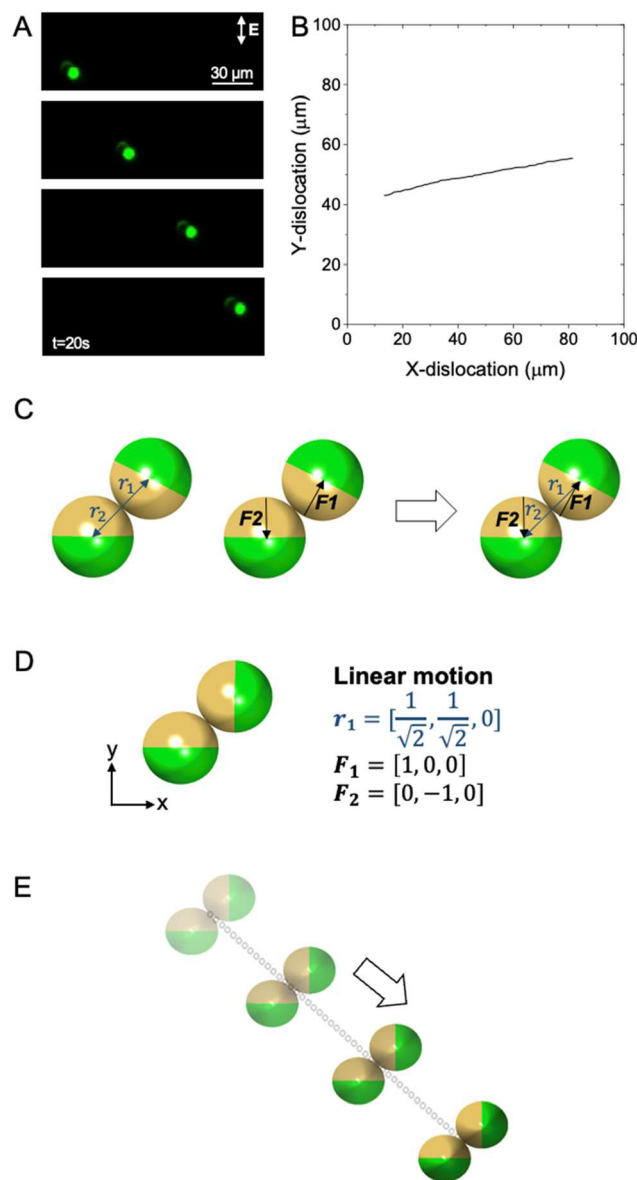 A
E
30 μm
t=20s
B
Y-dislocation (μm)
100
80
60
40
20
0
0 20 40 60 80 100
X-dislocation (μm)
C
r₁
r₂
F2
F1
F2
r₁
r₂
F1
D
y
x
Linear motion
r₁ = [1/√2, 1/√2, 0]
F₁ = [1, 0, 0]
F₂ = [0, −1, 0]
E